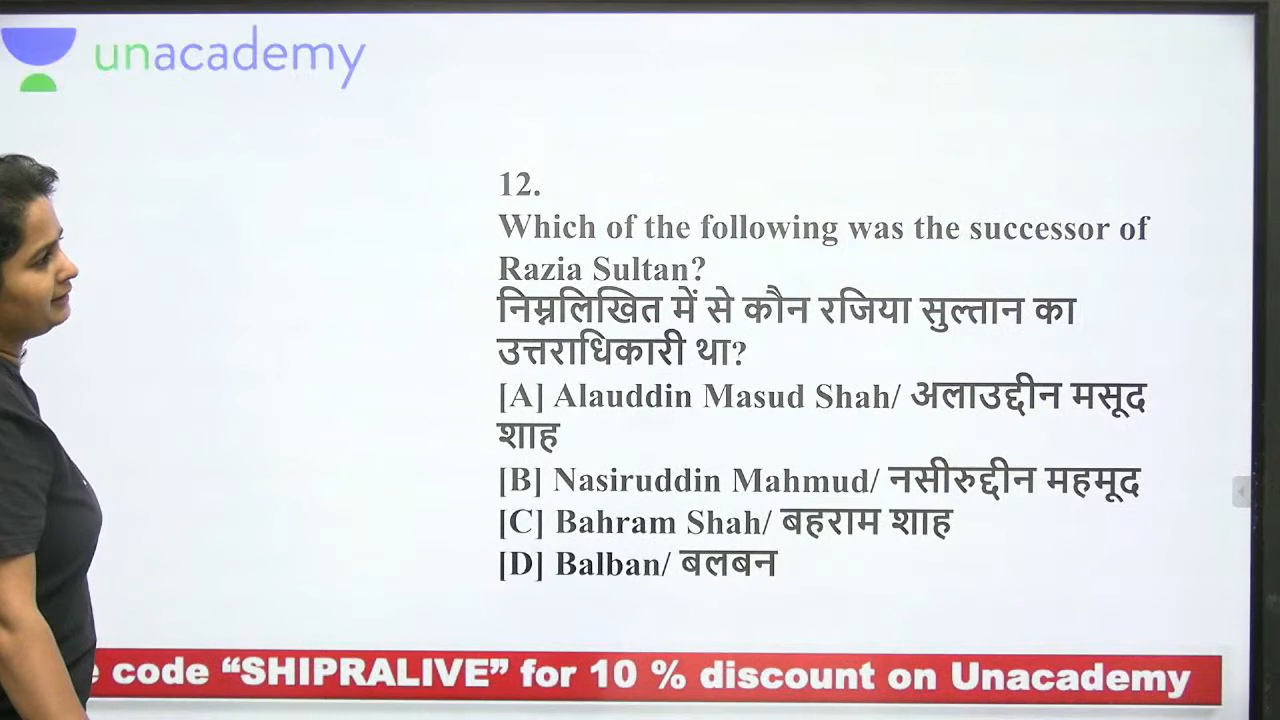 unacademy
12.
Which of the following was the successor of
Razia Sultan?
निम्नलिखित में से कौन रजिया सुल्तान का
उत्तराधिकारी था?
[A] Alauddin Masud Shah/ अलाउद्दीन मसूद
शाह
[B] Nasiruddin Mahmud/ नसीरुद्दीन महमूद
[C] Bahram Shah/ बहराम शाह
[D] Balban/ बलबन
code “SHIPRALIVE” for 10 % discount on Unacademy